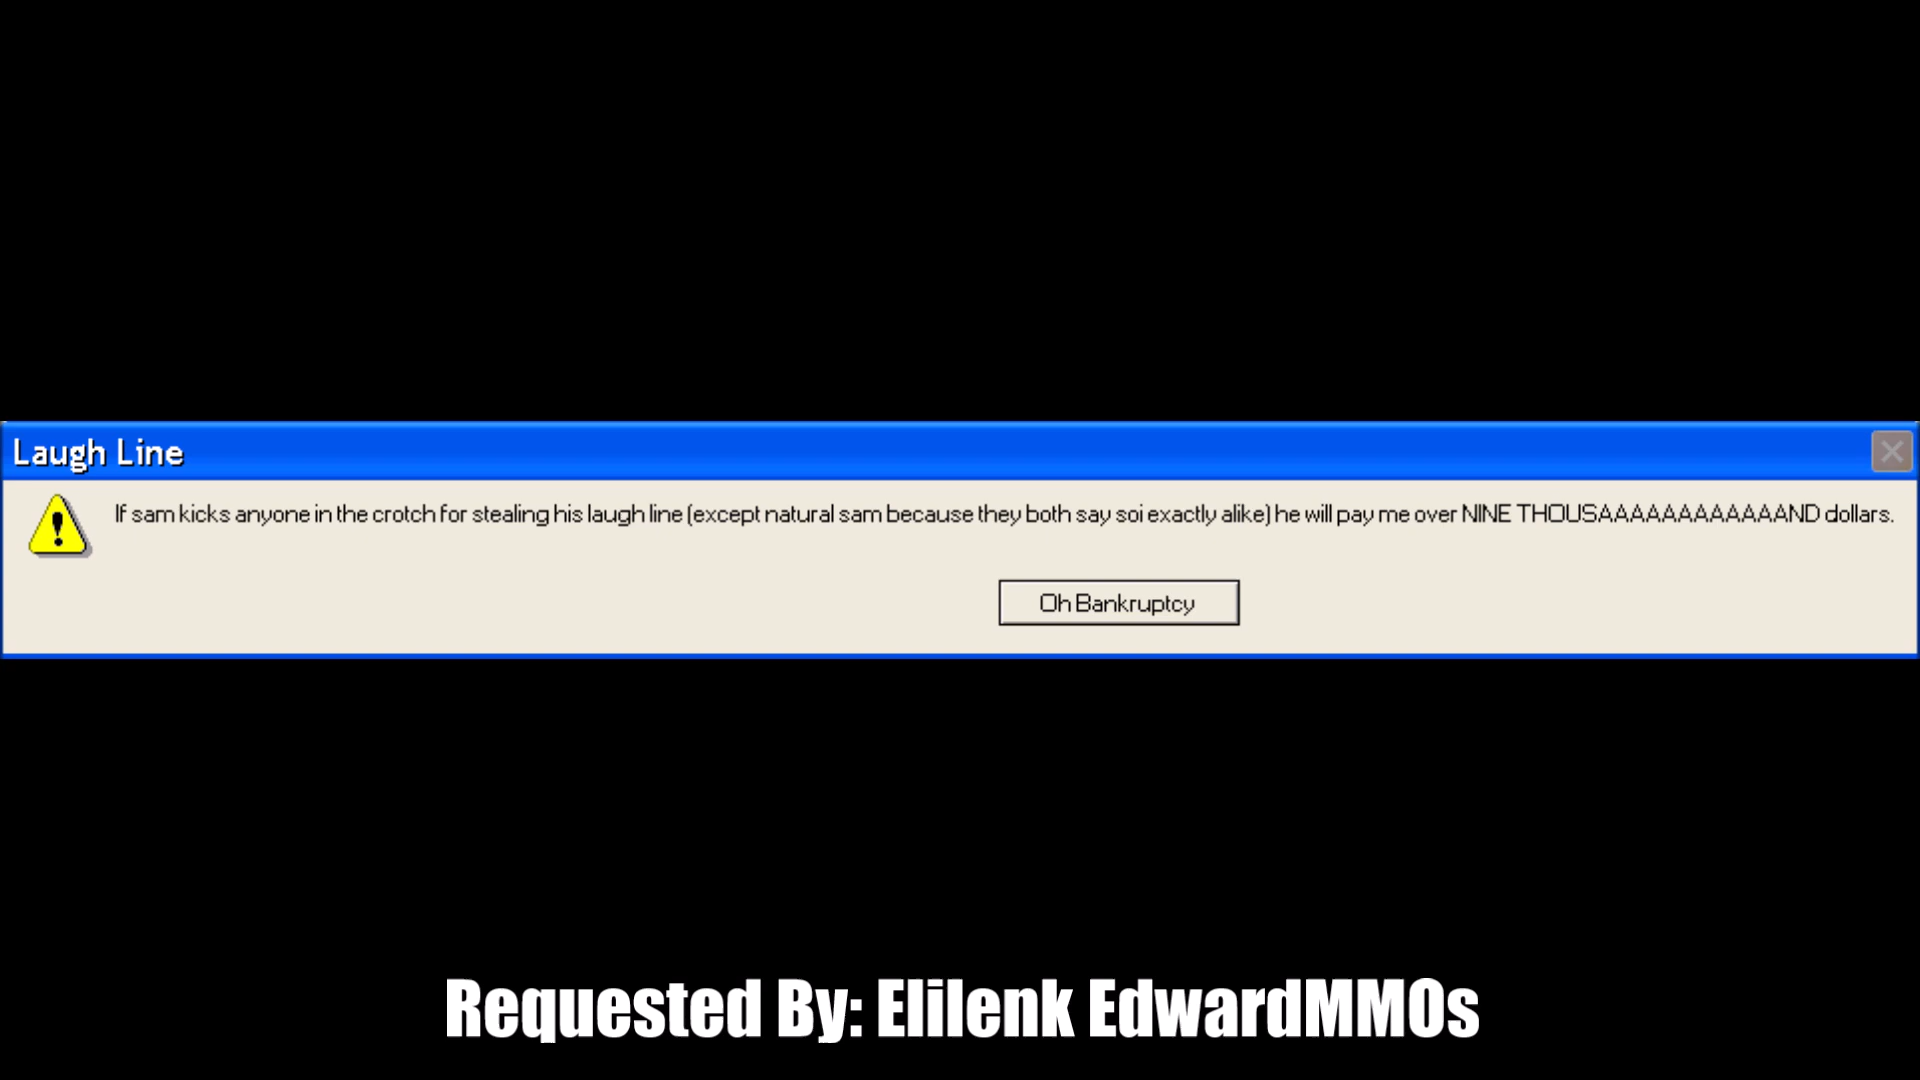 Laugh Line
If sam kicks anyone in the crotch for stealing his laugh line (except natural sam because they both say soi exactly alike) he will pay me over NINE THOUSAAAAAAAAAAAAND dollars.
Oh Bankruptcy
Requested By: Elilenk EdwardMMOs